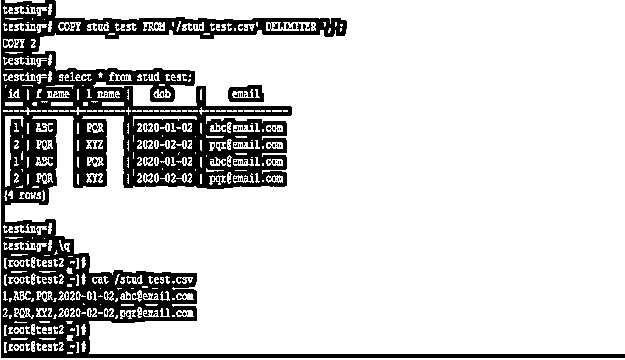 testing=#
testing=# COPY stud_test FROM '/stud_test.csv' DELIMITER ',';
COPY 2
testing=#
testing=# select * from stud_test;
id | f_name | l_name | dob | email
----+--------+--------+------------+---------------
1 | ABC | PQR | 2020-01-02 | abc@email.com
2 | PQR | XYZ | 2020-02-02 | pqr@email.com
1 | ABC | PQR | 2020-01-02 | abc@email.com
2 | PQR | XYZ | 2020-02-02 | pqr@email.com
(4 rows)
testing=#
testing=# \q
[root@test2 ~]#
[root@test2 ~]# cat /stud_test.csv
1,ABC,PQR,2020-01-02,abc@email.com
2,PQR,XYZ,2020-02-02,pqr@email.com
[root@test2 ~]#
[root@test2 ~]#